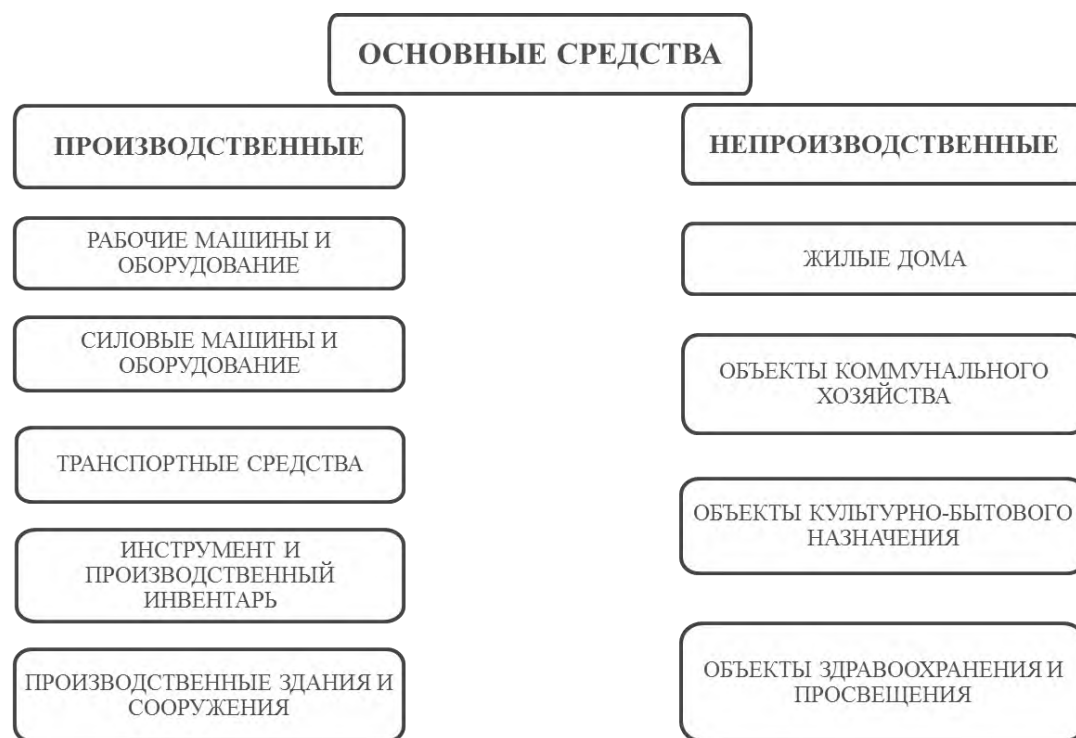 ОСНОВНЫЕ СРЕДСТВА
ПРОИЗВОДСТВЕННЫЕ
РАБОЧИЕ МАШИНЫ И
ОБОРУДОВАНИЕ
СИЛОВЫЕ МАШИНЫ И
ОБОРУДОВАНИЕ
ТРАНСПОРТНЫЕ СРЕДСТВА
ИНСТРУМЕНТ И
ПРОИЗВОДСТВЕННЫЙ
ИНВЕНТАРЬ
ПРОИЗВОДСТВЕННЫЕ ЗДАНИЯ И
СООРУЖЕНИЯ
НЕПРОИЗВОДСТВЕННЫЕ
ЖИЛЫЕ ДОМА
ОБЪЕКТЫ КОММУНАЛЬНОГО
ХОЗЯЙСТВА
ОБЪЕКТЫ КУЛЬТУРНО-БЫТОВОГО
НАЗНАЧЕНИЯ
ОБЪЕКТЫ ЗДРАВООХРАНЕНИЯ И
ПРОСВЕЩЕНИЯ